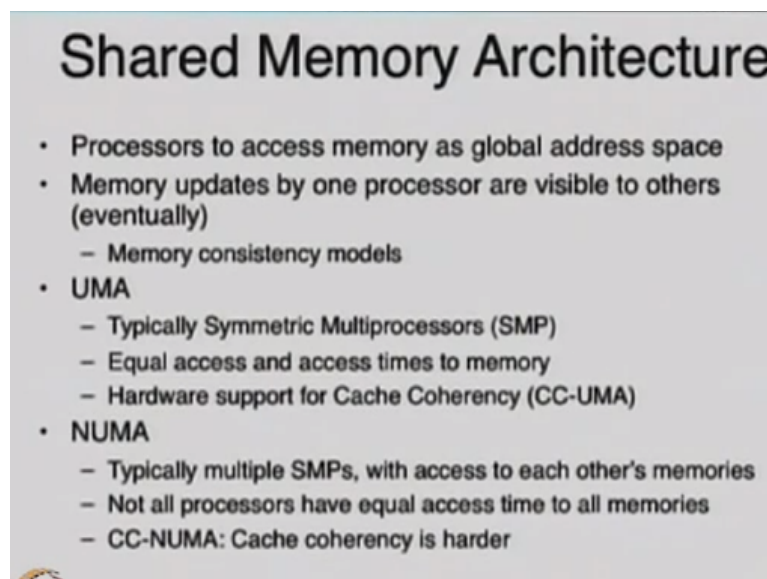 Shared Memory Architecture
• Processors to access memory as global address space
• Memory updates by one processor are visible to others
(eventually)
– Memory consistency models
• UMA
– Typically Symmetric Multiprocessors (SMP)
– Equal access and access times to memory
– Hardware support for Cache Coherency (CC-UMA)
• NUMA
– Typically multiple SMPs, with access to each other's memories
– Not all processors have equal access time to all memories
– CC-NUMA: Cache coherency is harder